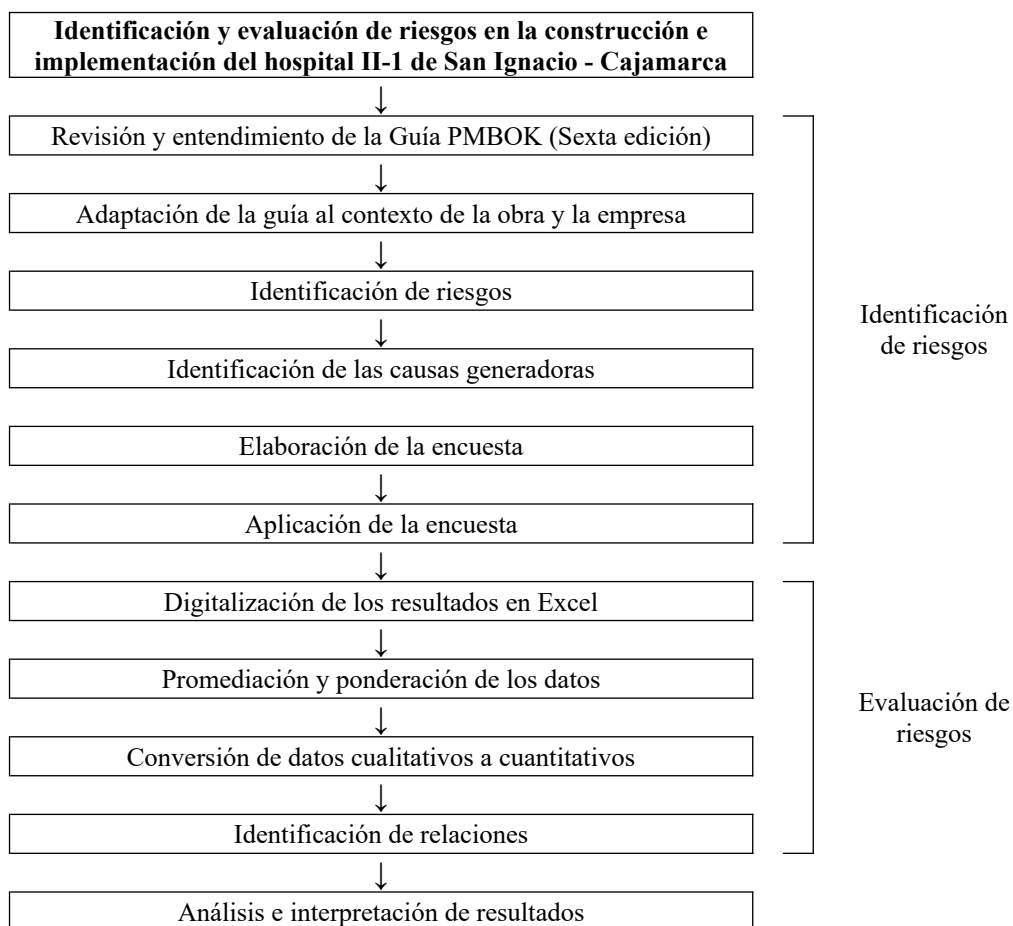 Identificación y evaluación de riesgos en la construcción e
implementación del hospital II-1 de San Ignacio - Cajamarca
Revisión y entendimiento de la Guía PMBOK (Sexta edición)
Adaptación de la guía al contexto de la obra y la empresa
Identificación de riesgos
Identificación de las causas generadoras
Elaboración de la encuesta
Aplicación de la encuesta
Identificación
de riesgos
Digitalización de los resultados en Excel
Promediación y ponderación de los datos
Conversión de datos cualitativos a cuantitativos
Identificación de relaciones
Evaluación de
riesgos
Análisis e interpretación de resultados